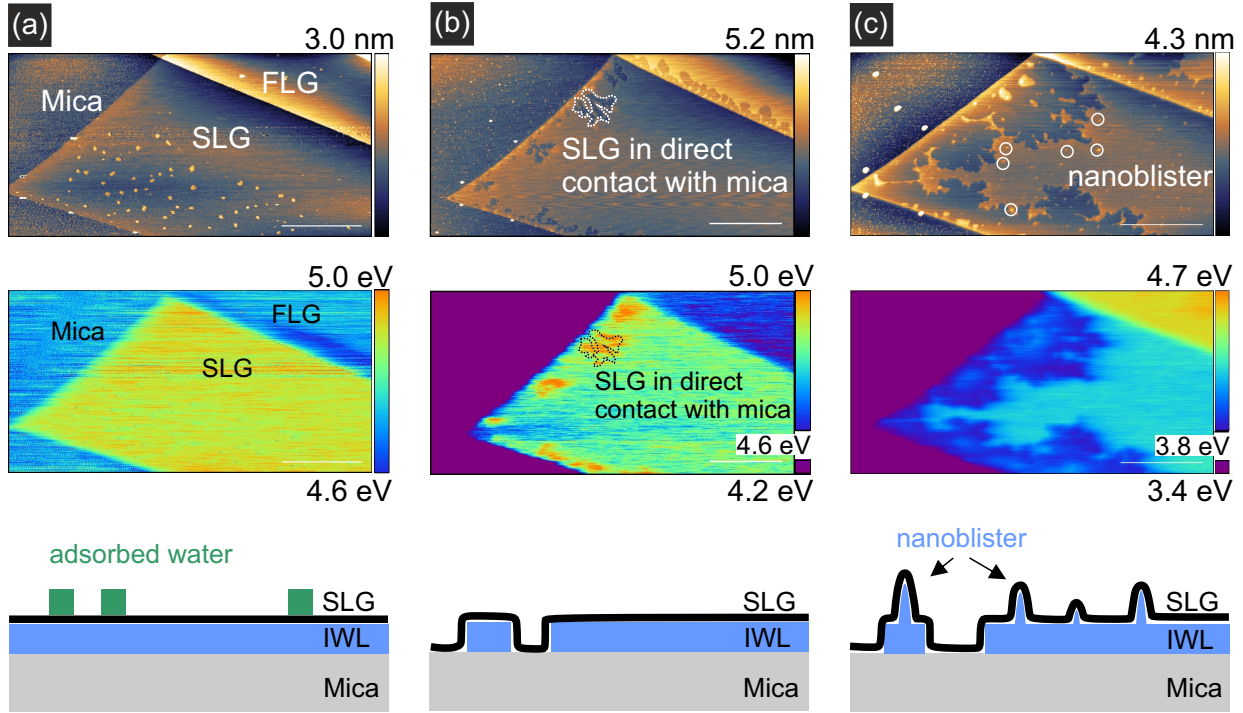 (a)
3.0 nm
Mica
FLG
SLG
5.0 eV
Mica
FLG
SLG
4.6 eV
adsorbed water
SLG
IWL
Mica
(b)
5.2 nm
SLG in direct
contact with mica
5.0 eV
SLG in direct
contact with mica
4.6 eV
4.2 eV
SLG
IWL
Mica
(c)
4.3 nm
nanoblister
4.7 eV
3.8 eV
3.4 eV
nanoblister
SLG
IWL
Mica